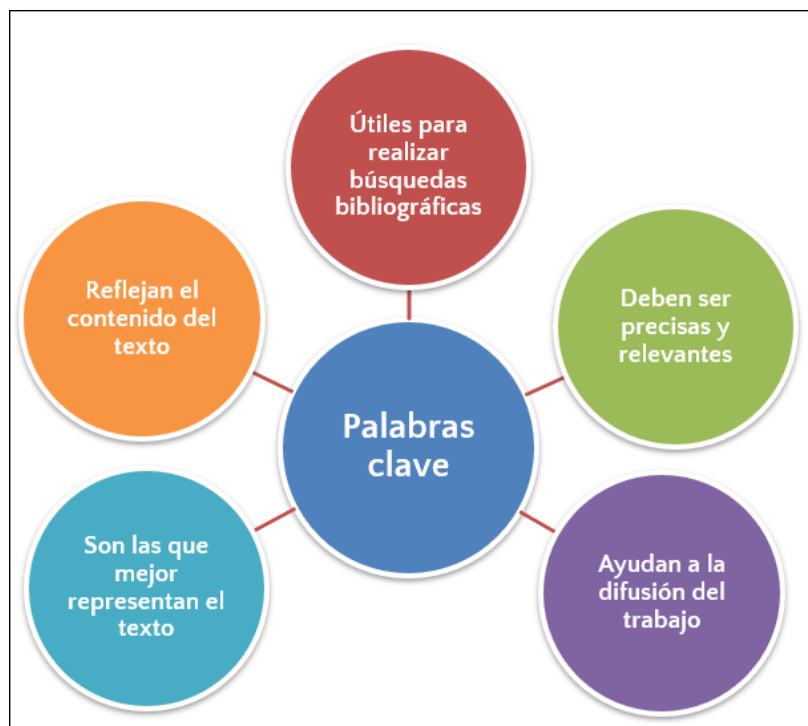 Útiles para
realizar
búsquedas
bibliográficas
Reflejan el
contenido del
texto
Deben ser
precisas y
relevantes
Palabras
clave
Son las que
mejor
representan el
texto
Ayudan a la
difusión del
trabajo